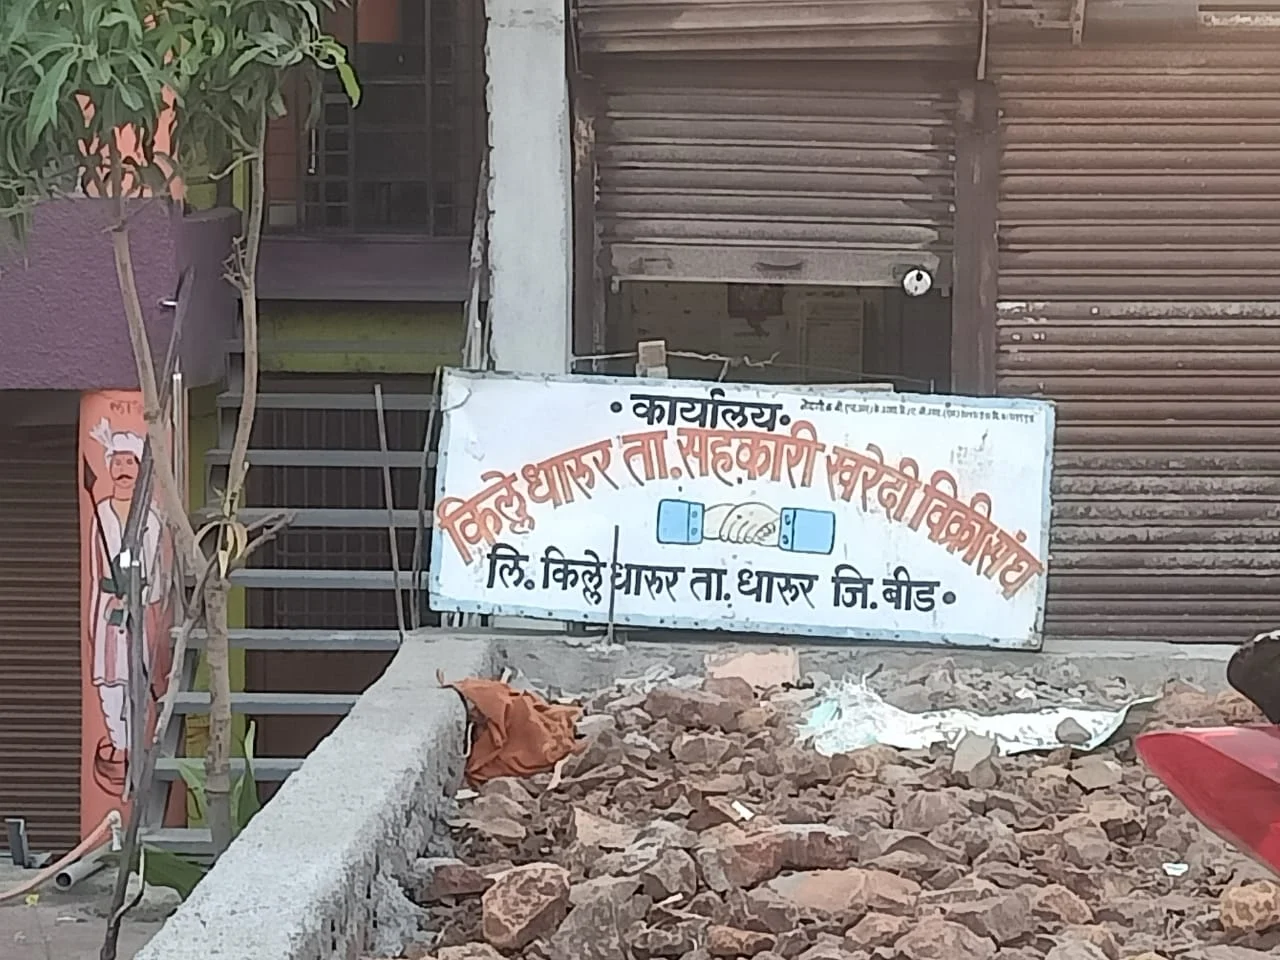 • कार्यालय •
किल्ले धारूर ता. सहकारी खरेदी विक्री संघ
लि. किल्ले धारूर ता. धारूर जि. बीड •